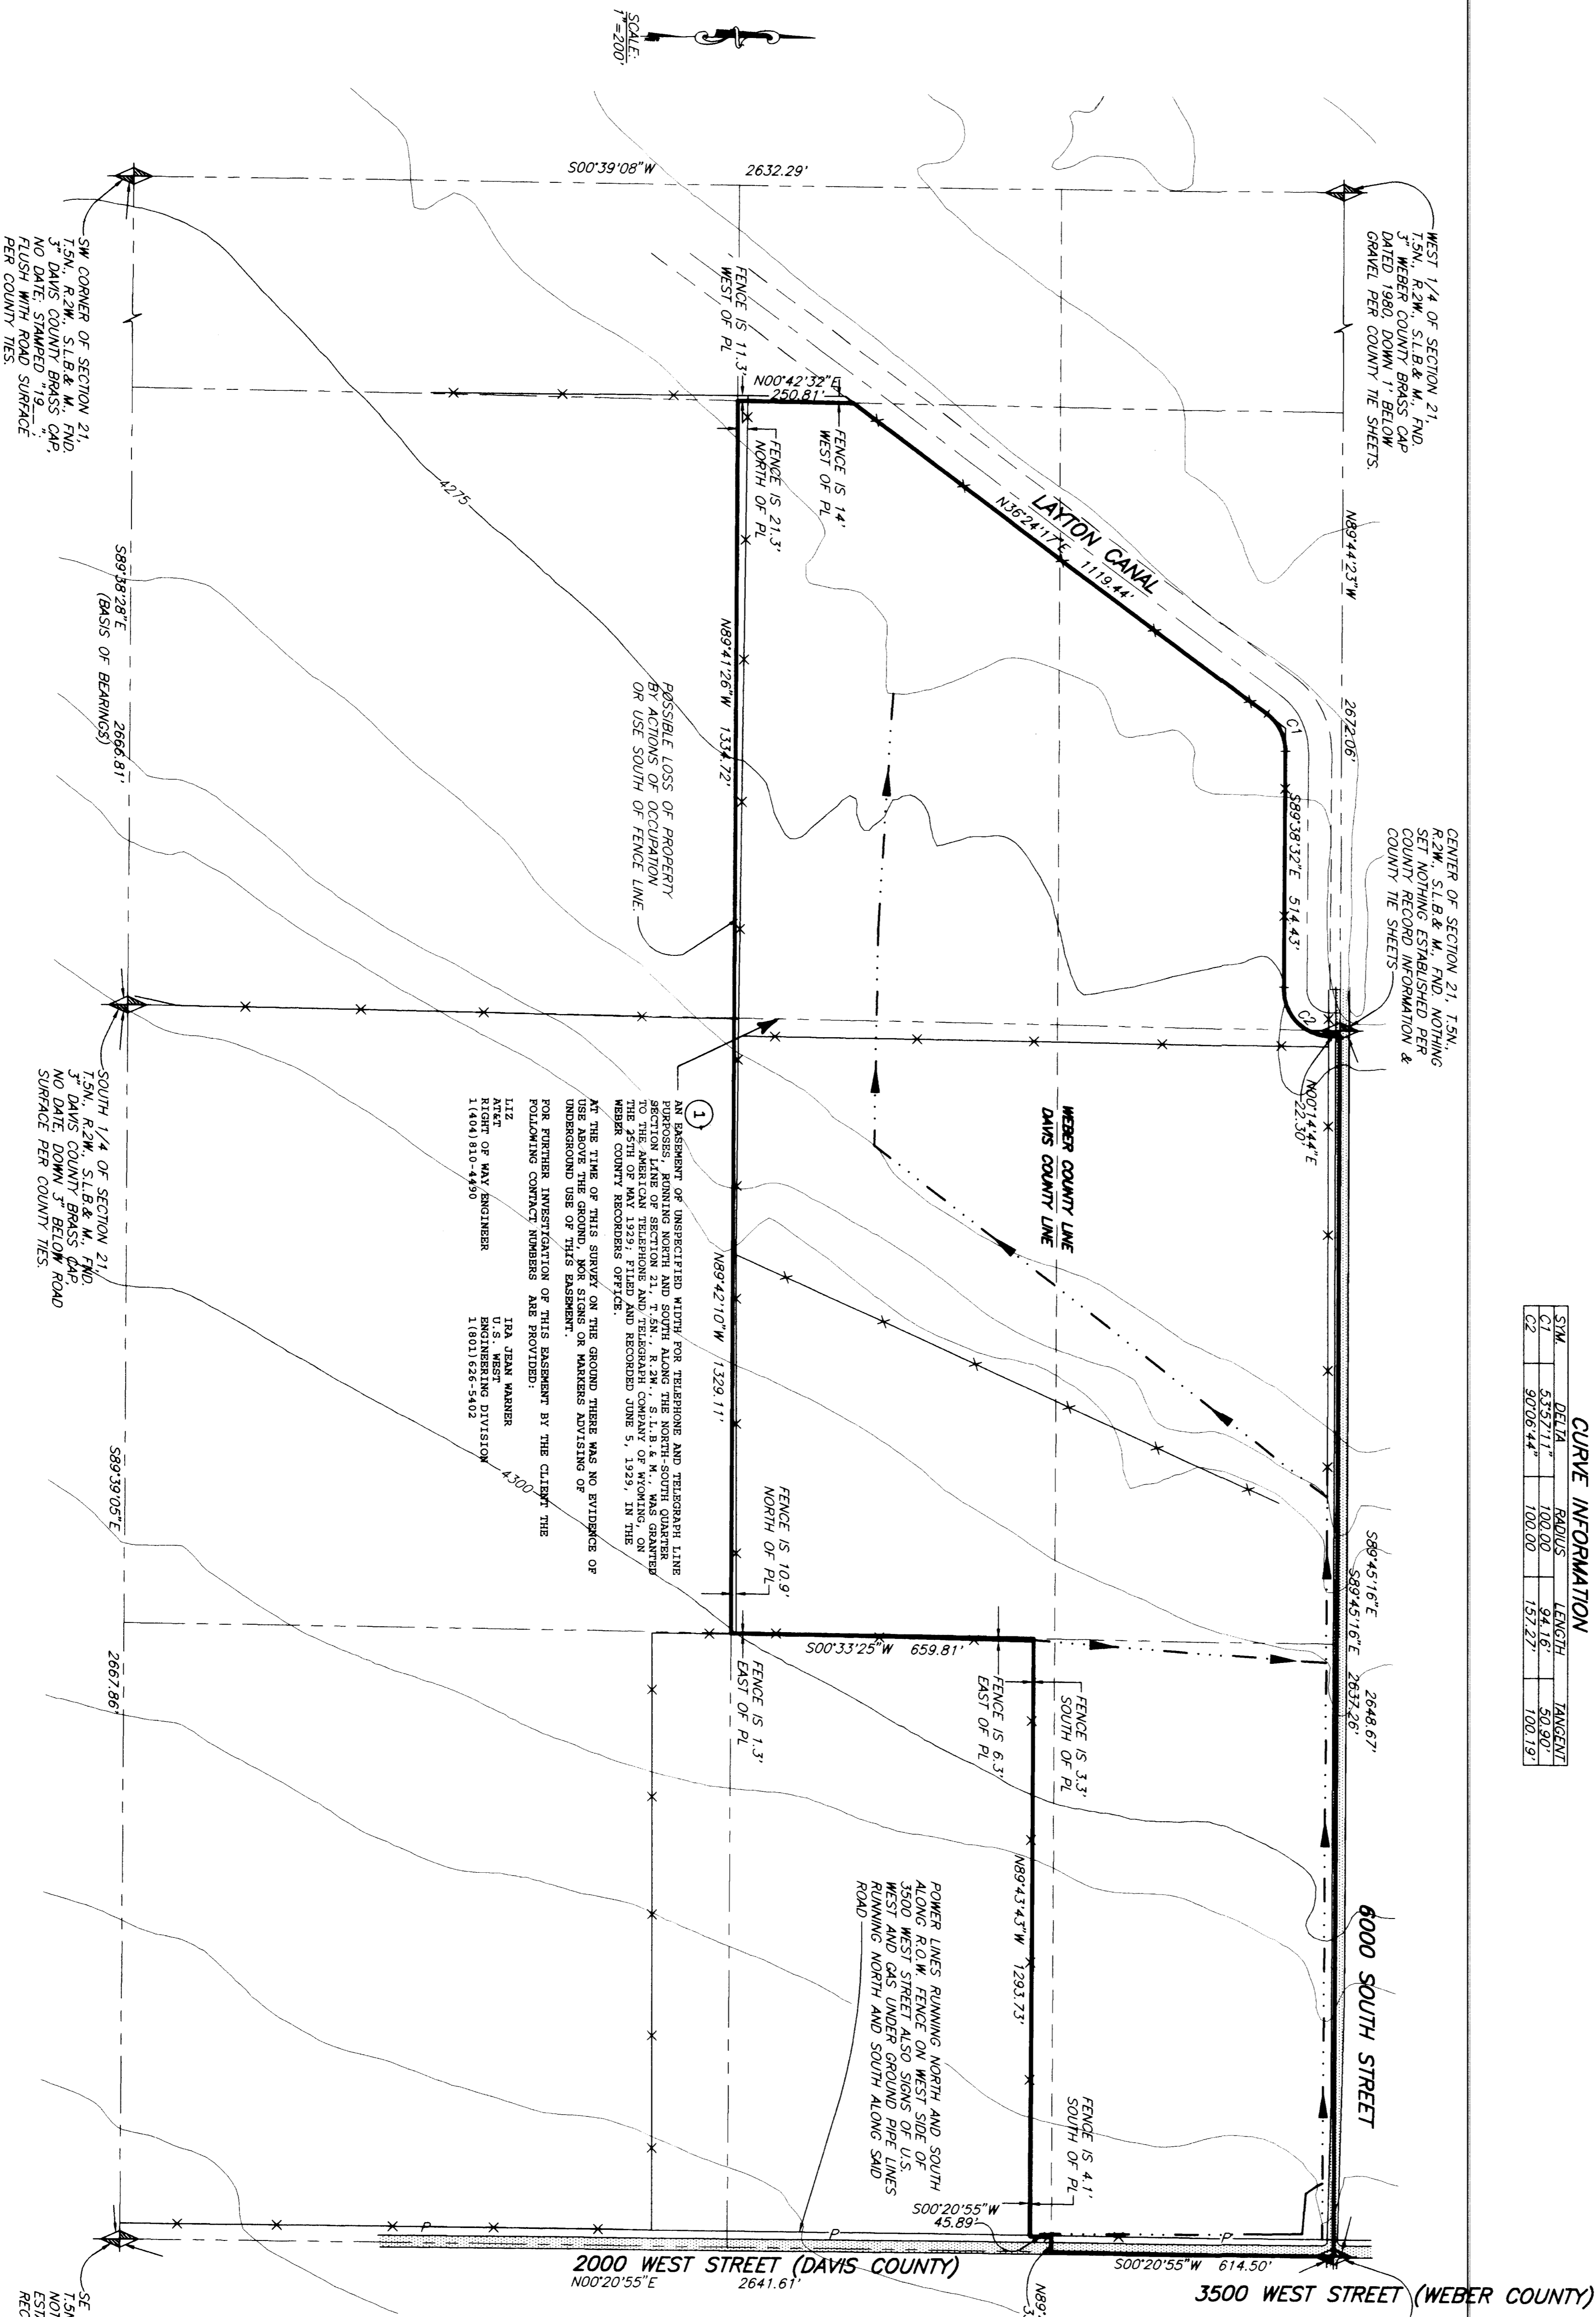 CURVE INFORMATION
SYM. DELTA RADIUS LENGTH TANGENT
C1 53°57'11" 100.00 94.16' 50.90'
C2 90°06'44" 100.00 157.27' 100.19'
WEST 1/4 OF SECTION 21,
T.5N., R.2W., S.L.B.& M., FND.
3" WEBER COUNTY BRASS CAP
DATED 1980, DOWN 1' BELOW
GRAVEL PER COUNTY TIE SHEETS.
CENTER OF SECTION 21, T.5N.,
R.2W., S.L.B.& M., FND. NOTHING
SET NOTHING ESTABLISHED PER
COUNTY RECORD INFORMATION &
COUNTY TIE SHEETS
N89°44'23"W
2672.06'
S89°45'16"E 2648.67'
S89°45'16"E 2637.26'
6000 SOUTH STREET
N00°14'44"E
22.30'
C1
S89°38'32"E 514.43'
C2
LAYTON CANAL
N36°24'17"E 1119.44'
SCALE:
1"=200'
S00°39'08"W 2632.29'
WEBER COUNTY LINE
DAVIS COUNTY LINE
FENCE IS 11.3'
WEST OF PL
N00°42'32"E
250.81'
FENCE IS 14'
WEST OF PL
FENCE IS 21.3'
NORTH OF PL
N89°41'26"W 1334.72'
POSSIBLE LOSS OF PROPERTY
BY ACTIONS OF OCCUPATION
OR USE SOUTH OF FENCE LINE.
1
AN EASEMENT OF UNSPECIFIED WIDTH FOR TELEPHONE AND TELEGRAPH LINE
PURPOSES, RUNNING NORTH AND SOUTH ALONG THE NORTH-SOUTH QUARTER
SECTION LINE OF SECTION 21, T.5N., R.2W., S.L.B.& M., WAS GRANTED
TO THE AMERICAN TELEPHONE AND TELEGRAPH COMPANY OF WYOMING, ON
THE 25TH OF MAY 1929; FILED AND RECORDED JUNE 5, 1929, IN THE
WEBER COUNTY RECORDERS OFFICE.
AT THE TIME OF THIS SURVEY ON THE GROUND THERE WAS NO EVIDENCE OF
USE ABOVE THE GROUND, NOR SIGNS OR MARKERS ADVISING OF
UNDERGROUND USE OF THIS EASEMENT.
FOR FURTHER INVESTIGATION OF THIS EASEMENT BY THE CLIENT THE
FOLLOWING CONTACT NUMBERS ARE PROVIDED:
LIZ
AT&T
RIGHT OF WAY ENGINEER
1(404)810-4490
IRA JEAN WARNER
U.S. WEST
ENGINEERING DIVISION
1(801)626-5402
N89°42'10"W 1329.11'
FENCE IS 10.9'
NORTH OF PL
S00°33'25"W 659.81'
FENCE IS 1.3'
EAST OF PL
FENCE IS 6.3'
EAST OF PL
FENCE IS 3.3'
SOUTH OF PL
N89°43'43"W 1293.73'
FENCE IS 4.1'
SOUTH OF PL
POWER LINES RUNNING NORTH AND SOUTH
ALONG R.O.W. FENCE ON WEST SIDE OF
3500 WEST STREET ALSO SIGNS OF U.S.
WEST AND GAS UNDER GROUND PIPE LINES
RUNNING NORTH AND SOUTH ALONG SAID
ROAD
S00°20'55"W
45.89'
P
P
P
S00°20'55"W 614.50'
2000 WEST STREET (DAVIS COUNTY)
N00°20'55"E 2641.61'
3500 WEST STREET (WEBER COUNTY)
4275
4300
SW CORNER OF SECTION 21,
T.5N., R.2W., S.L.B.& M., FND.
3" DAVIS COUNTY BRASS CAP,
NO DATE; STAMPED "19__",
FLUSH WITH ROAD SURFACE
PER COUNTY TIES.
S89°38'28"E 2666.81'
(BASIS OF BEARINGS)
SOUTH 1/4 OF SECTION 21,
T.5N., R.2W., S.L.B.& M., FND.
3" DAVIS COUNTY BRASS CAP,
NO DATE, DOWN 3" BELOW ROAD
SURFACE PER COUNTY TIES.
S89°39'05"E
2667.86'
SE